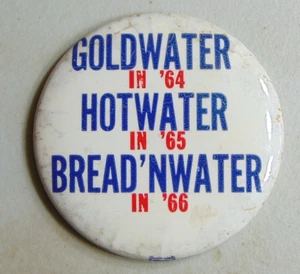 GOLDWATER
IN '64
HOTWATER
IN '65
BREAD'NWATER
IN '66